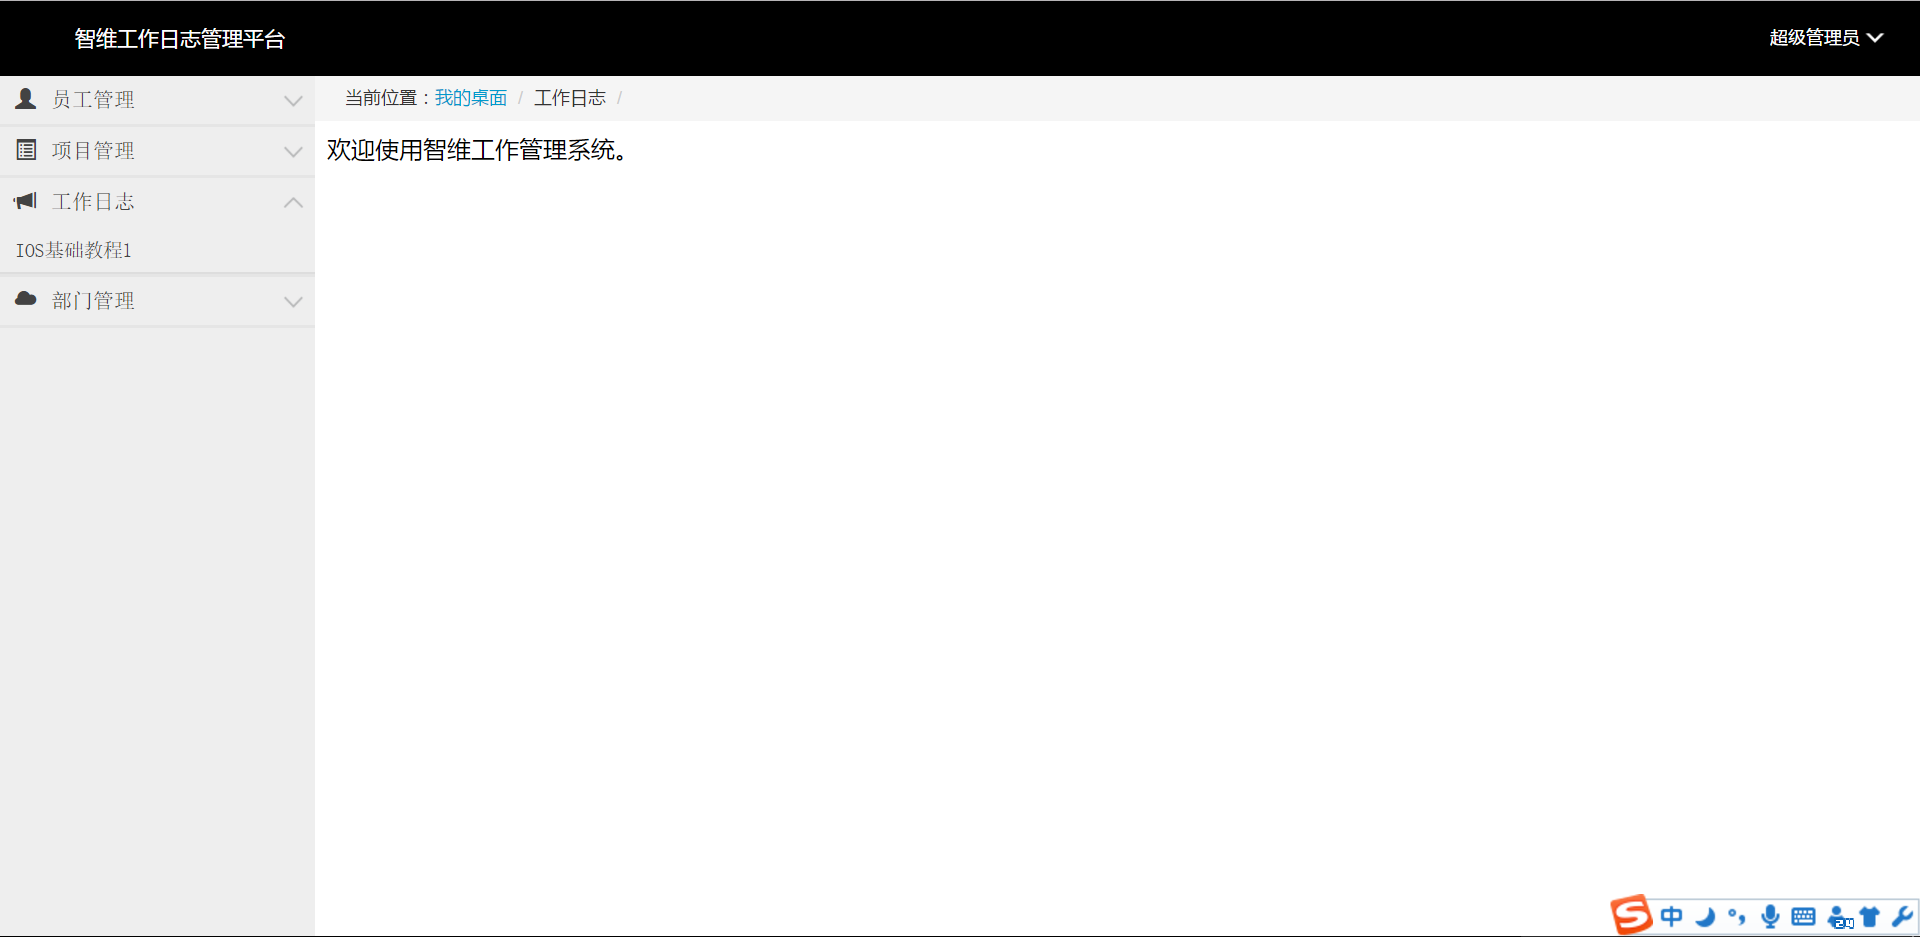 智维工作日志管理平台
超级管理员
员工管理
项目管理
工作日志
IOS基础教程1
部门管理
当前位置：我的桌面 / 工作日志 /
欢迎使用智维工作管理系统。
S 中